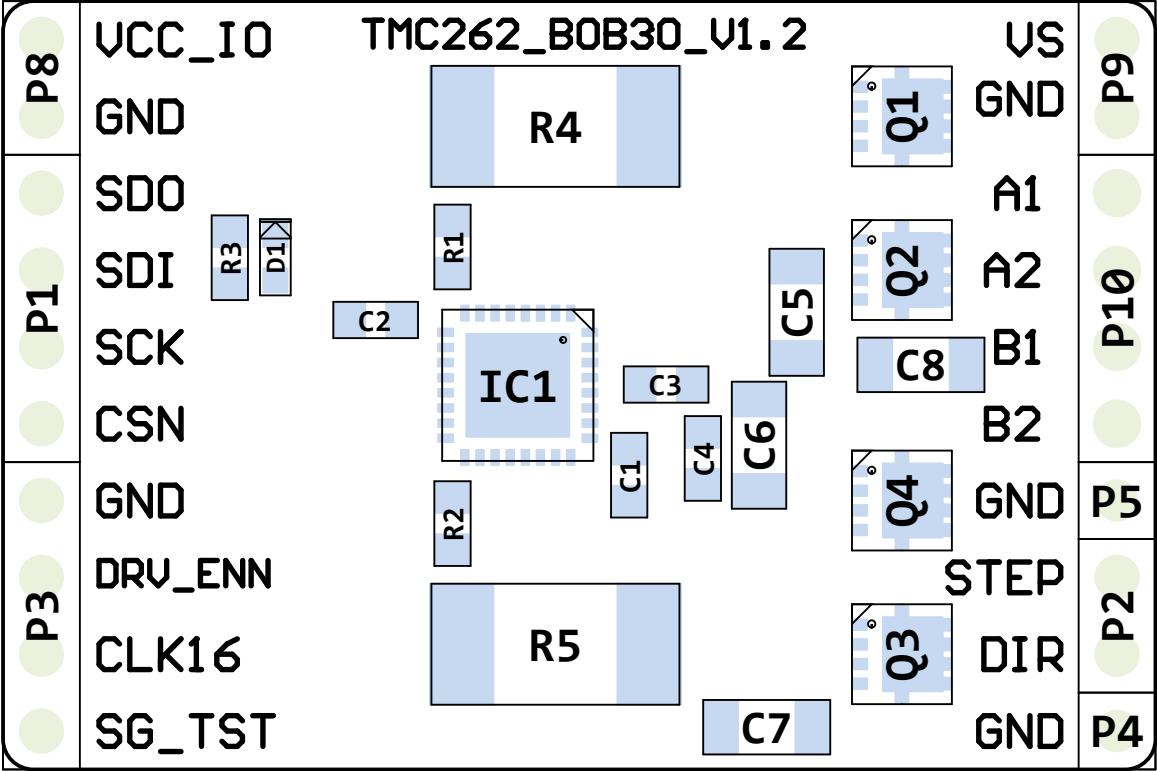 TMC262_BOB30_V1.2
P8
VCC_IO
GND
P1
SDO
SDI
SCK
CSN
P3
GND
DRV_ENN
CLK16
SG_TST
R3
D1
C2
R4
R1
IC1
R2
R5
C3
C1
C4
C6
C5
C7
Q1
Q2
C8
Q4
Q3
VS
GND
A1
A2
B1
B2
GND
STEP
DIR
GND
P9
P10
P5
P2
P4